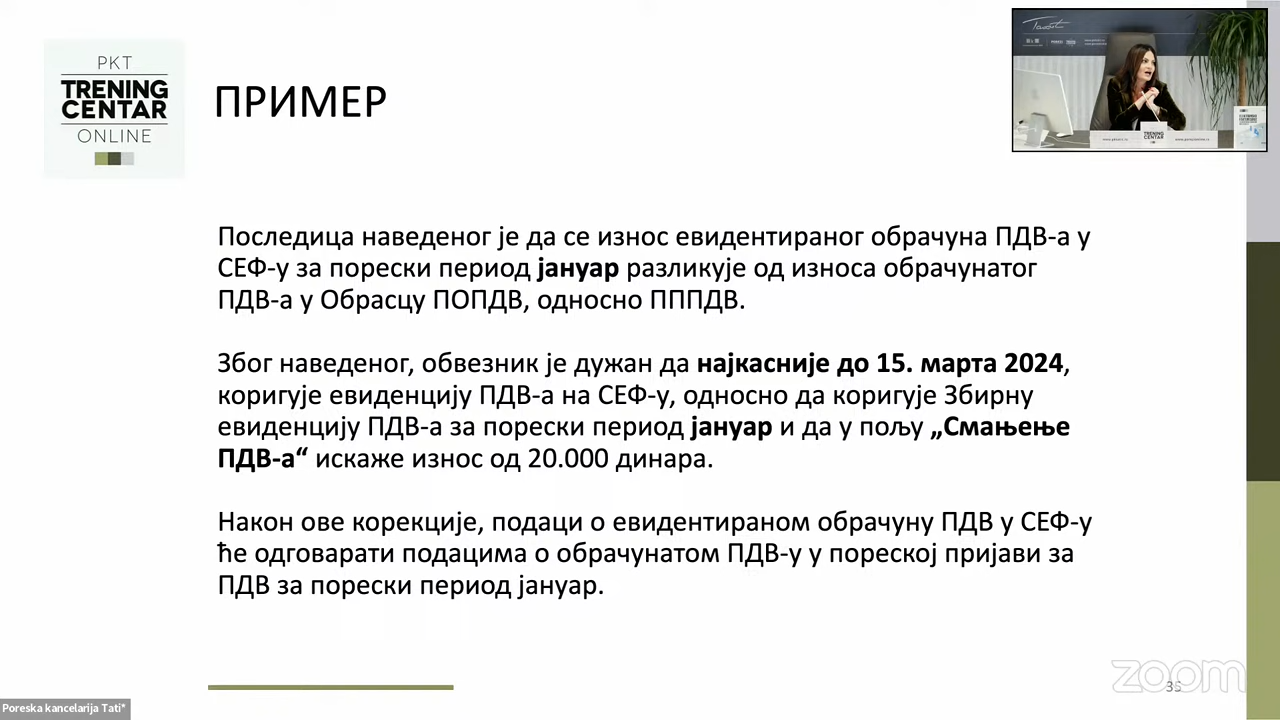 PKT
TRENING
CENTAR
ONLINE
ПРИМЕР
TRENING
CENTAR
Последица наведеног је да се износ евидентираног обрачуна ПДВ-а у
СЕФ-у за порески период јануар разликује од износа обрачунатог
ПДВ-а у Обрасцу ПОПДВ, односно ПППДВ.
Због наведеног, обвезник је дужан да најкасније до 15. марта 2024,
коригује евиденцију ПДВ-а на СЕФ-у, односно да коригује Збирну
евиденцију ПДВ-а за порески период јануар и да у пољу „Смањење
ПДВ-а“ искаже износ од 20.000 динара.
Након ове корекције, подаци о евидентираном обрачуну ПДВ у СЕФ-у
ће одговарати подацима о обрачунатом ПДВ-у у пореској пријави за
ПДВ за порески период јануар.
zoom
Poreska kancelarija Tati*